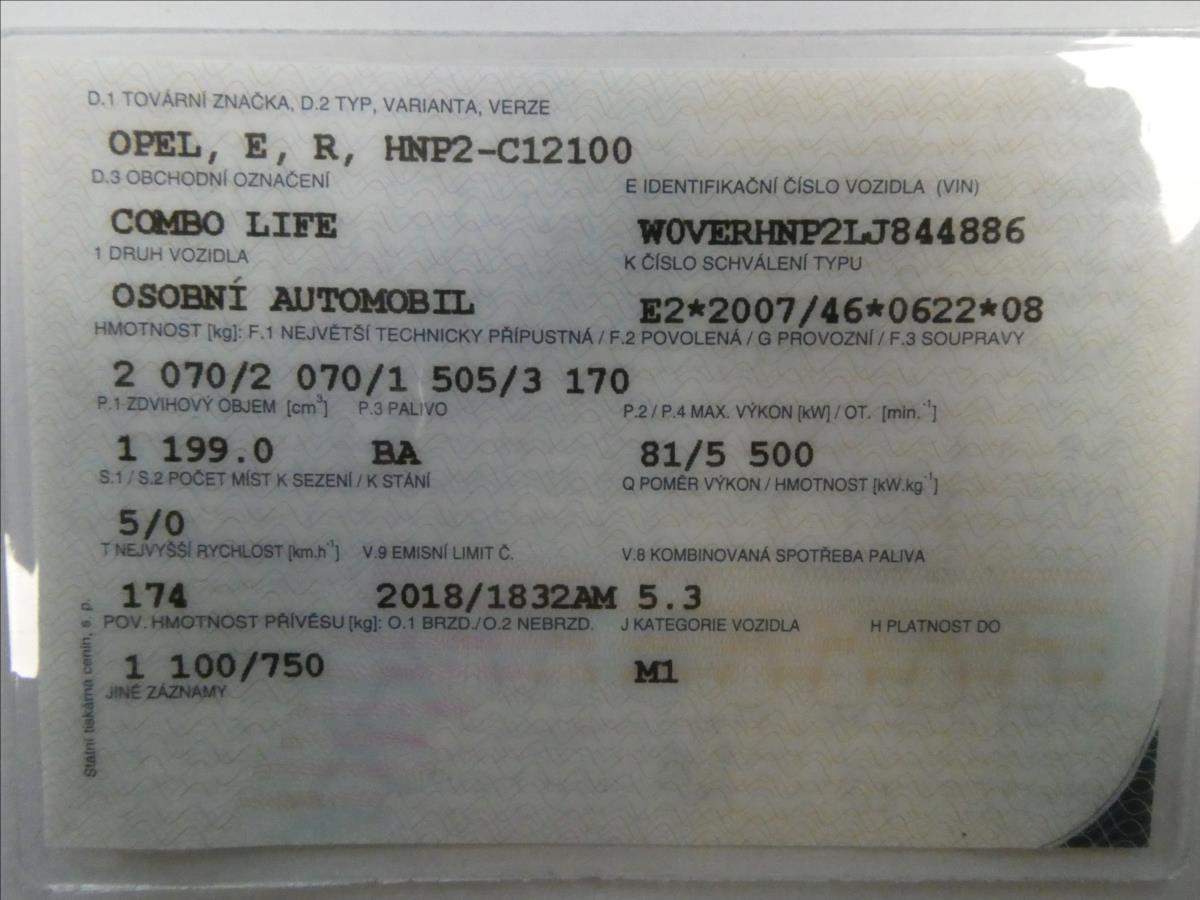 D.1 TOVÁRNÍ ZNAČKA, D.2 TYP, VARIANTA, VERZE
OPEL, E, R, HNP2-C12100
D.3 OBCHODNÍ OZNAČENÍ E IDENTIFIKAČNÍ ČÍSLO VOZIDLA (VIN)
COMBO LIFE W0VERHNP2LJ844886
1 DRUH VOZIDLA K ČÍSLO SCHVÁLENÍ TYPU
OSOBNÍ AUTOMOBIL E2*2007/46*0622*08
HMOTNOST [kg]: F.1 NEJVĚTŠÍ TECHNICKY PŘÍPUSTNÁ / F.2 POVOLENÁ / G PROVOZNÍ / F.3 SOUPRAVY
2 070/2 070/1 505/3 170
P.1 ZDVIHOVÝ OBJEM [cm³] P.3 PALIVO P.2 / P.4 MAX. VÝKON [kW] / OT. [min.⁻¹]
1 199.0 BA 81/5 500
S.1 / S.2 POČET MÍST K SEZENÍ / K STÁNÍ Q POMĚR VÝKON / HMOTNOST [kW.kg⁻¹]
5/0
T NEJVYŠŠÍ RYCHLOST [km.h⁻¹] V.9 EMISNÍ LIMIT Č. V.8 KOMBINOVANÁ SPOTŘEBA PALIVA
174 2018/1832AM 5.3
POV. HMOTNOST PŘÍVĚSU [kg]: O.1 BRZD./O.2 NEBRZD. J KATEGORIE VOZIDLA H PLATNOST DO
1 100/750 M1
JINÉ ZÁZNAMY
Státní tiskárna cenin, s. p.